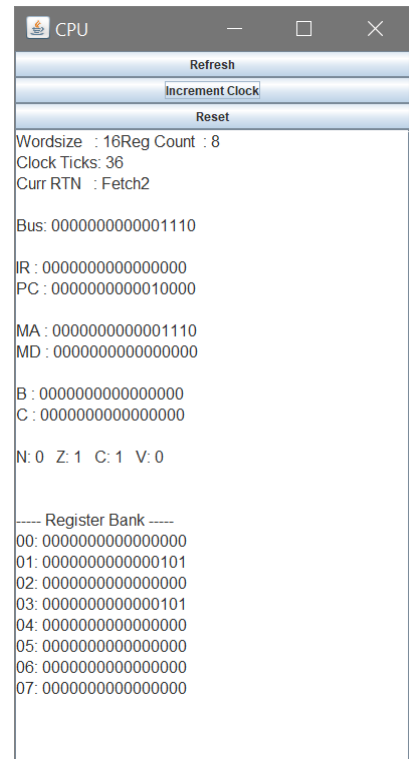 CPU
Refresh
Increment Clock
Reset
Wordsize : 16Reg Count : 8
Clock Ticks: 36
Curr RTN : Fetch2
Bus: 0000000000001110
IR : 0000000000000000
PC : 0000000000010000
MA : 0000000000001110
MD : 0000000000000000
B : 0000000000000000
C : 0000000000000000
N: 0 Z: 1 C: 1 V: 0
----- Register Bank -----
00: 0000000000000000
01: 0000000000000101
02: 0000000000000000
03: 0000000000000101
04: 0000000000000000
05: 0000000000000000
06: 0000000000000000
07: 0000000000000000